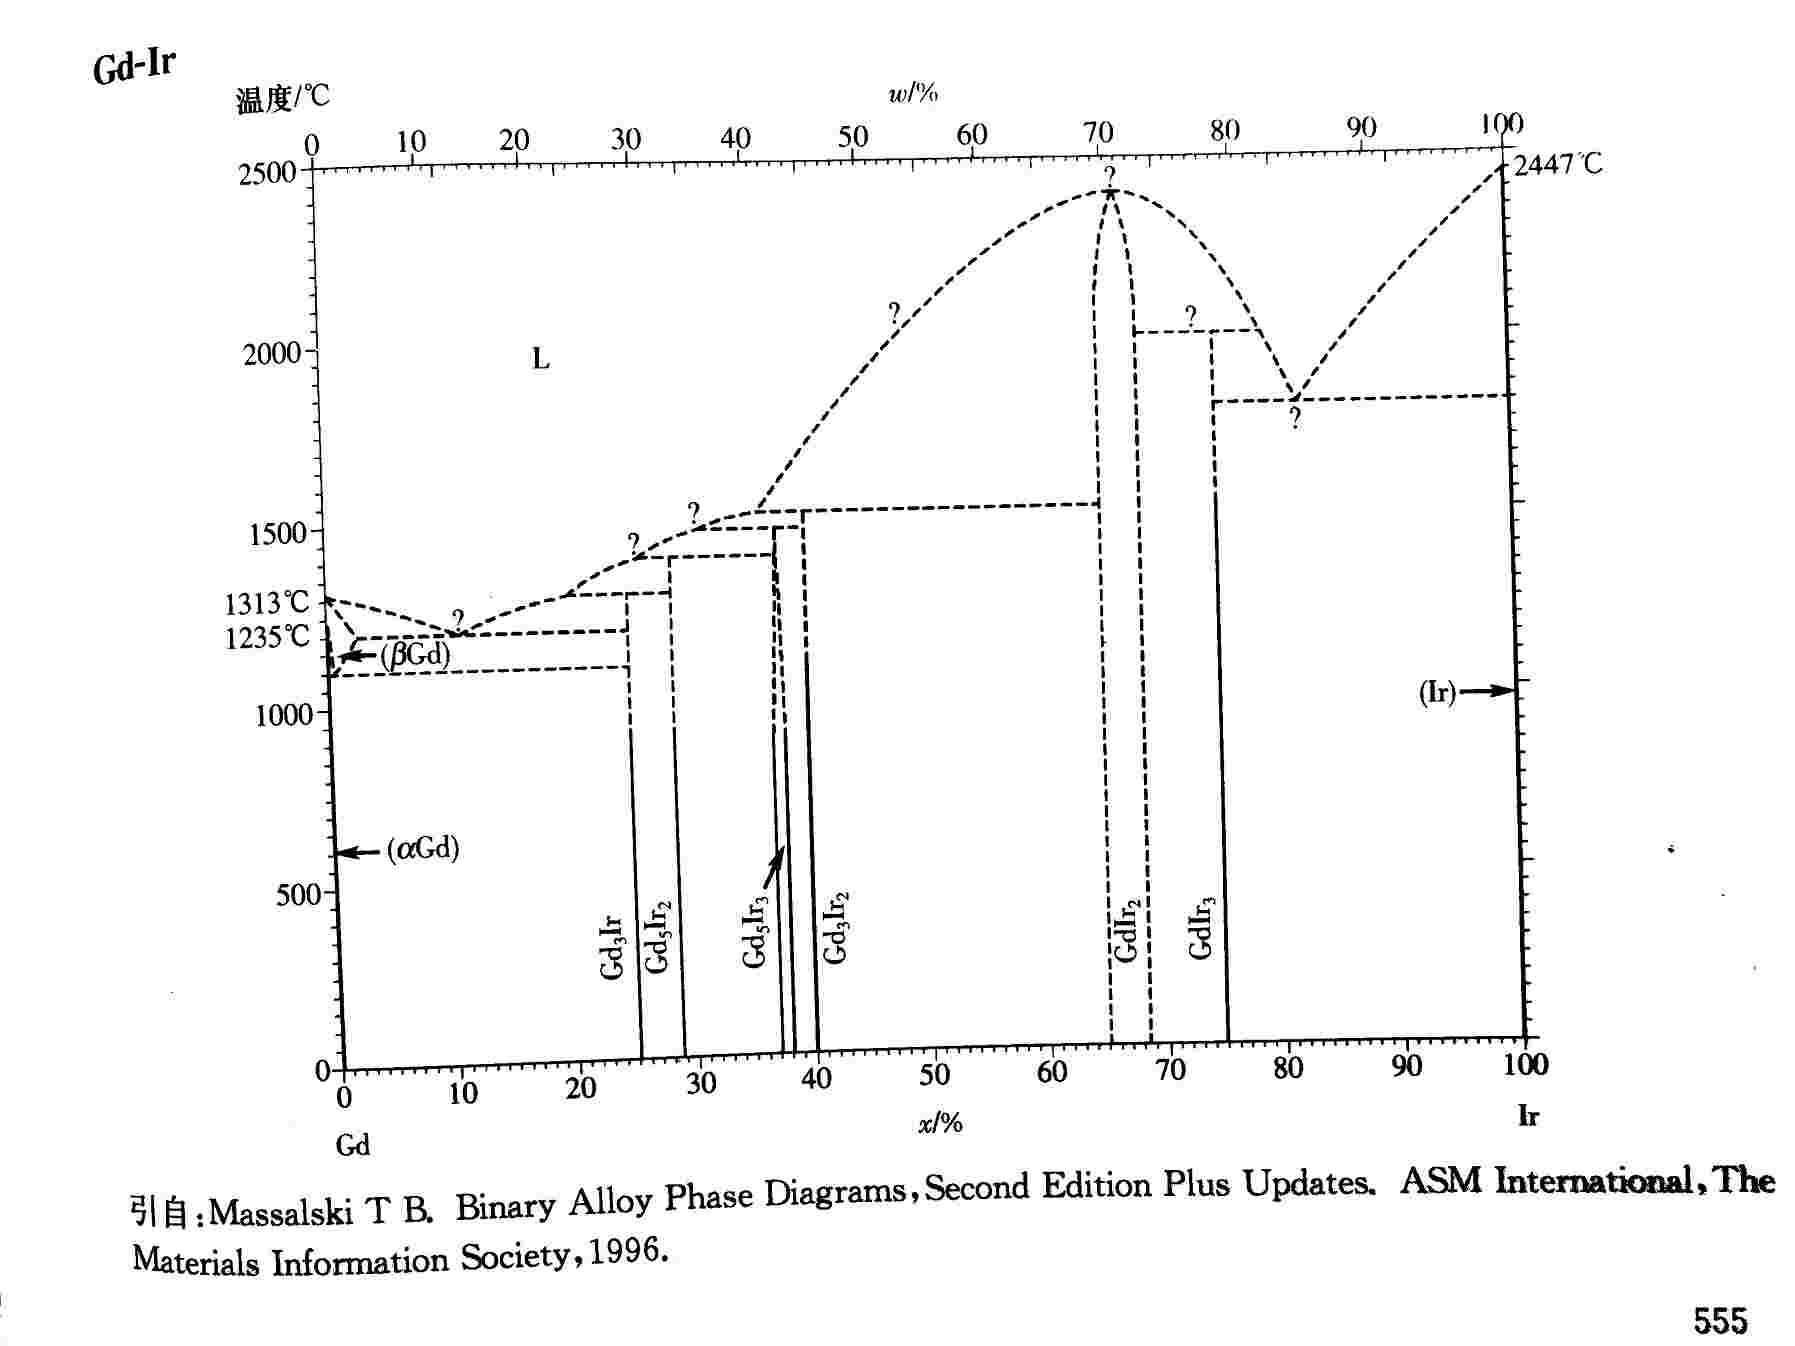 Gd-Ir
温度/℃
w/%
0 10 20 30 40 50 60 70 80 90 100
2500
2447℃
?
?
?
2000
L
?
?
?
1500
?
1313℃
?
1235℃
(βGd)
(Ir)
1000
(αGd)
500
Gd₃Ir
Gd₅Ir₂
Gd₅Ir₃
Gd₃Ir₂
GdIr₂
GdIr₃
0
0 10 20 30 40 50 60 70 80 90 100
x/%
Gd
Ir
引自:Massalski T B. Binary Alloy Phase Diagrams, Second Edition Plus Updates. ASM International, The
Materials Information Society, 1996.
555